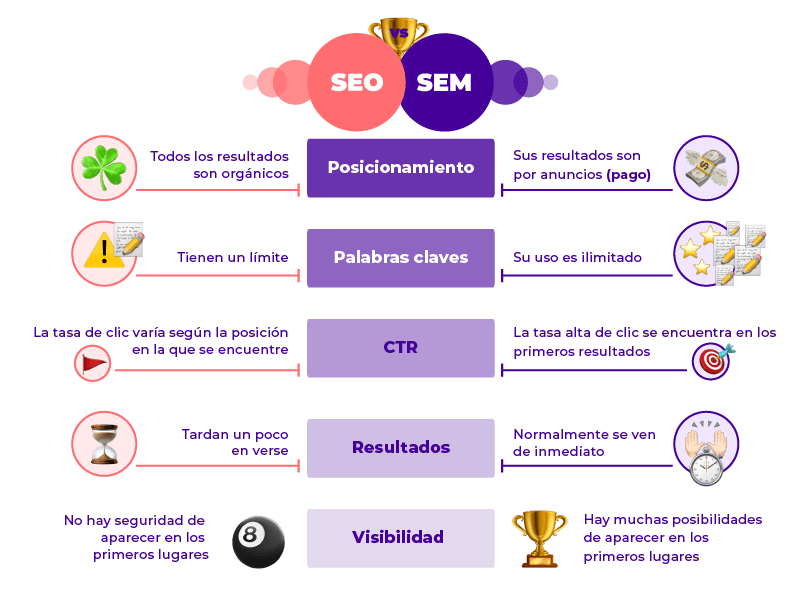 VS
SEO
SEM
Todos los resultados
son orgánicos
Posicionamiento
Sus resultados son
por anuncios (pago)
Tienen un límite
Palabras claves
Su uso es ilimitado
La tasa de clic varía según la posición
en la que se encuentre
CTR
La tasa alta de clic se encuentra en los
primeros resultados
Tardan un poco
en verse
Resultados
Normalmente se ven
de inmediato
No hay seguridad de
aparecer en los
primeros lugares
8
Visibilidad
Hay muchas posibilidades
de aparecer en los
primeros lugares